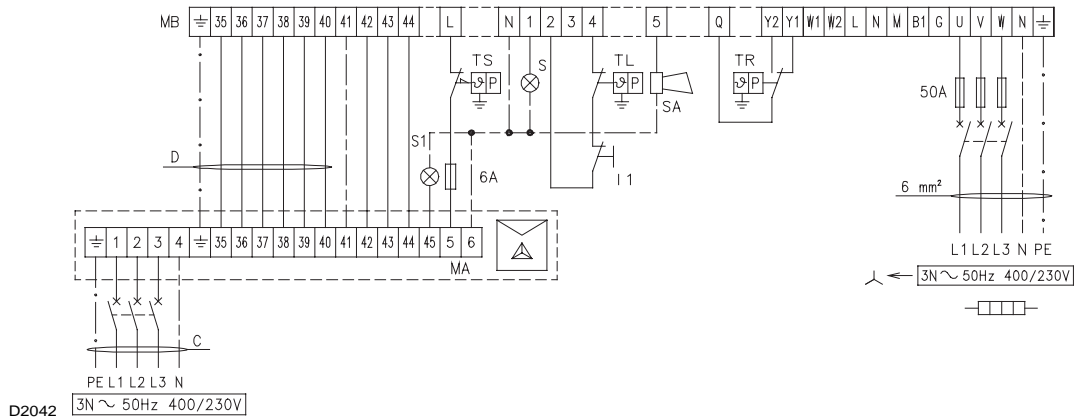 MB ⏚ 35 36 37 38 39 40 41 42 43 44 L N 1 2 3 4 5 Q Y2 Y1 W1 W2 L N M B1 G U V W N ⏚
TS S TL TR
ϑ P ϑ P ϑ P 50A
SA
S1
D 6A I1
6 mm²
⏚ 1 2 3 4 ⏚ 35 36 37 38 39 40 41 42 43 44 45 5 6
MA
L1 L2 L3 N PE
3N ~ 50Hz 400/230V
C
PE L1 L2 L3 N
D2042 3N ~ 50Hz 400/230V